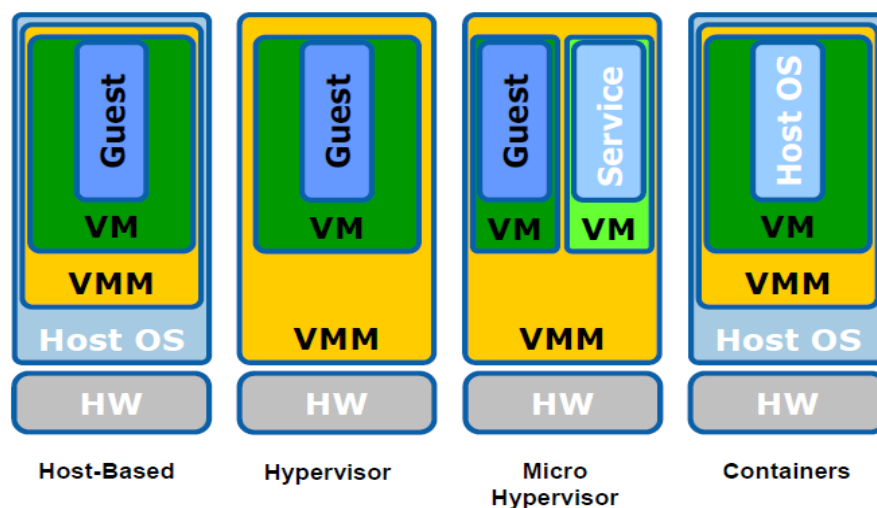 Guest
VM
VMM
Host OS
HW
Host-Based
Guest
VM
VMM
HW
Hypervisor
Guest
VM
Service
VM
VMM
HW
Micro
Hypervisor
Host OS
VM
VMM
Host OS
HW
Containers